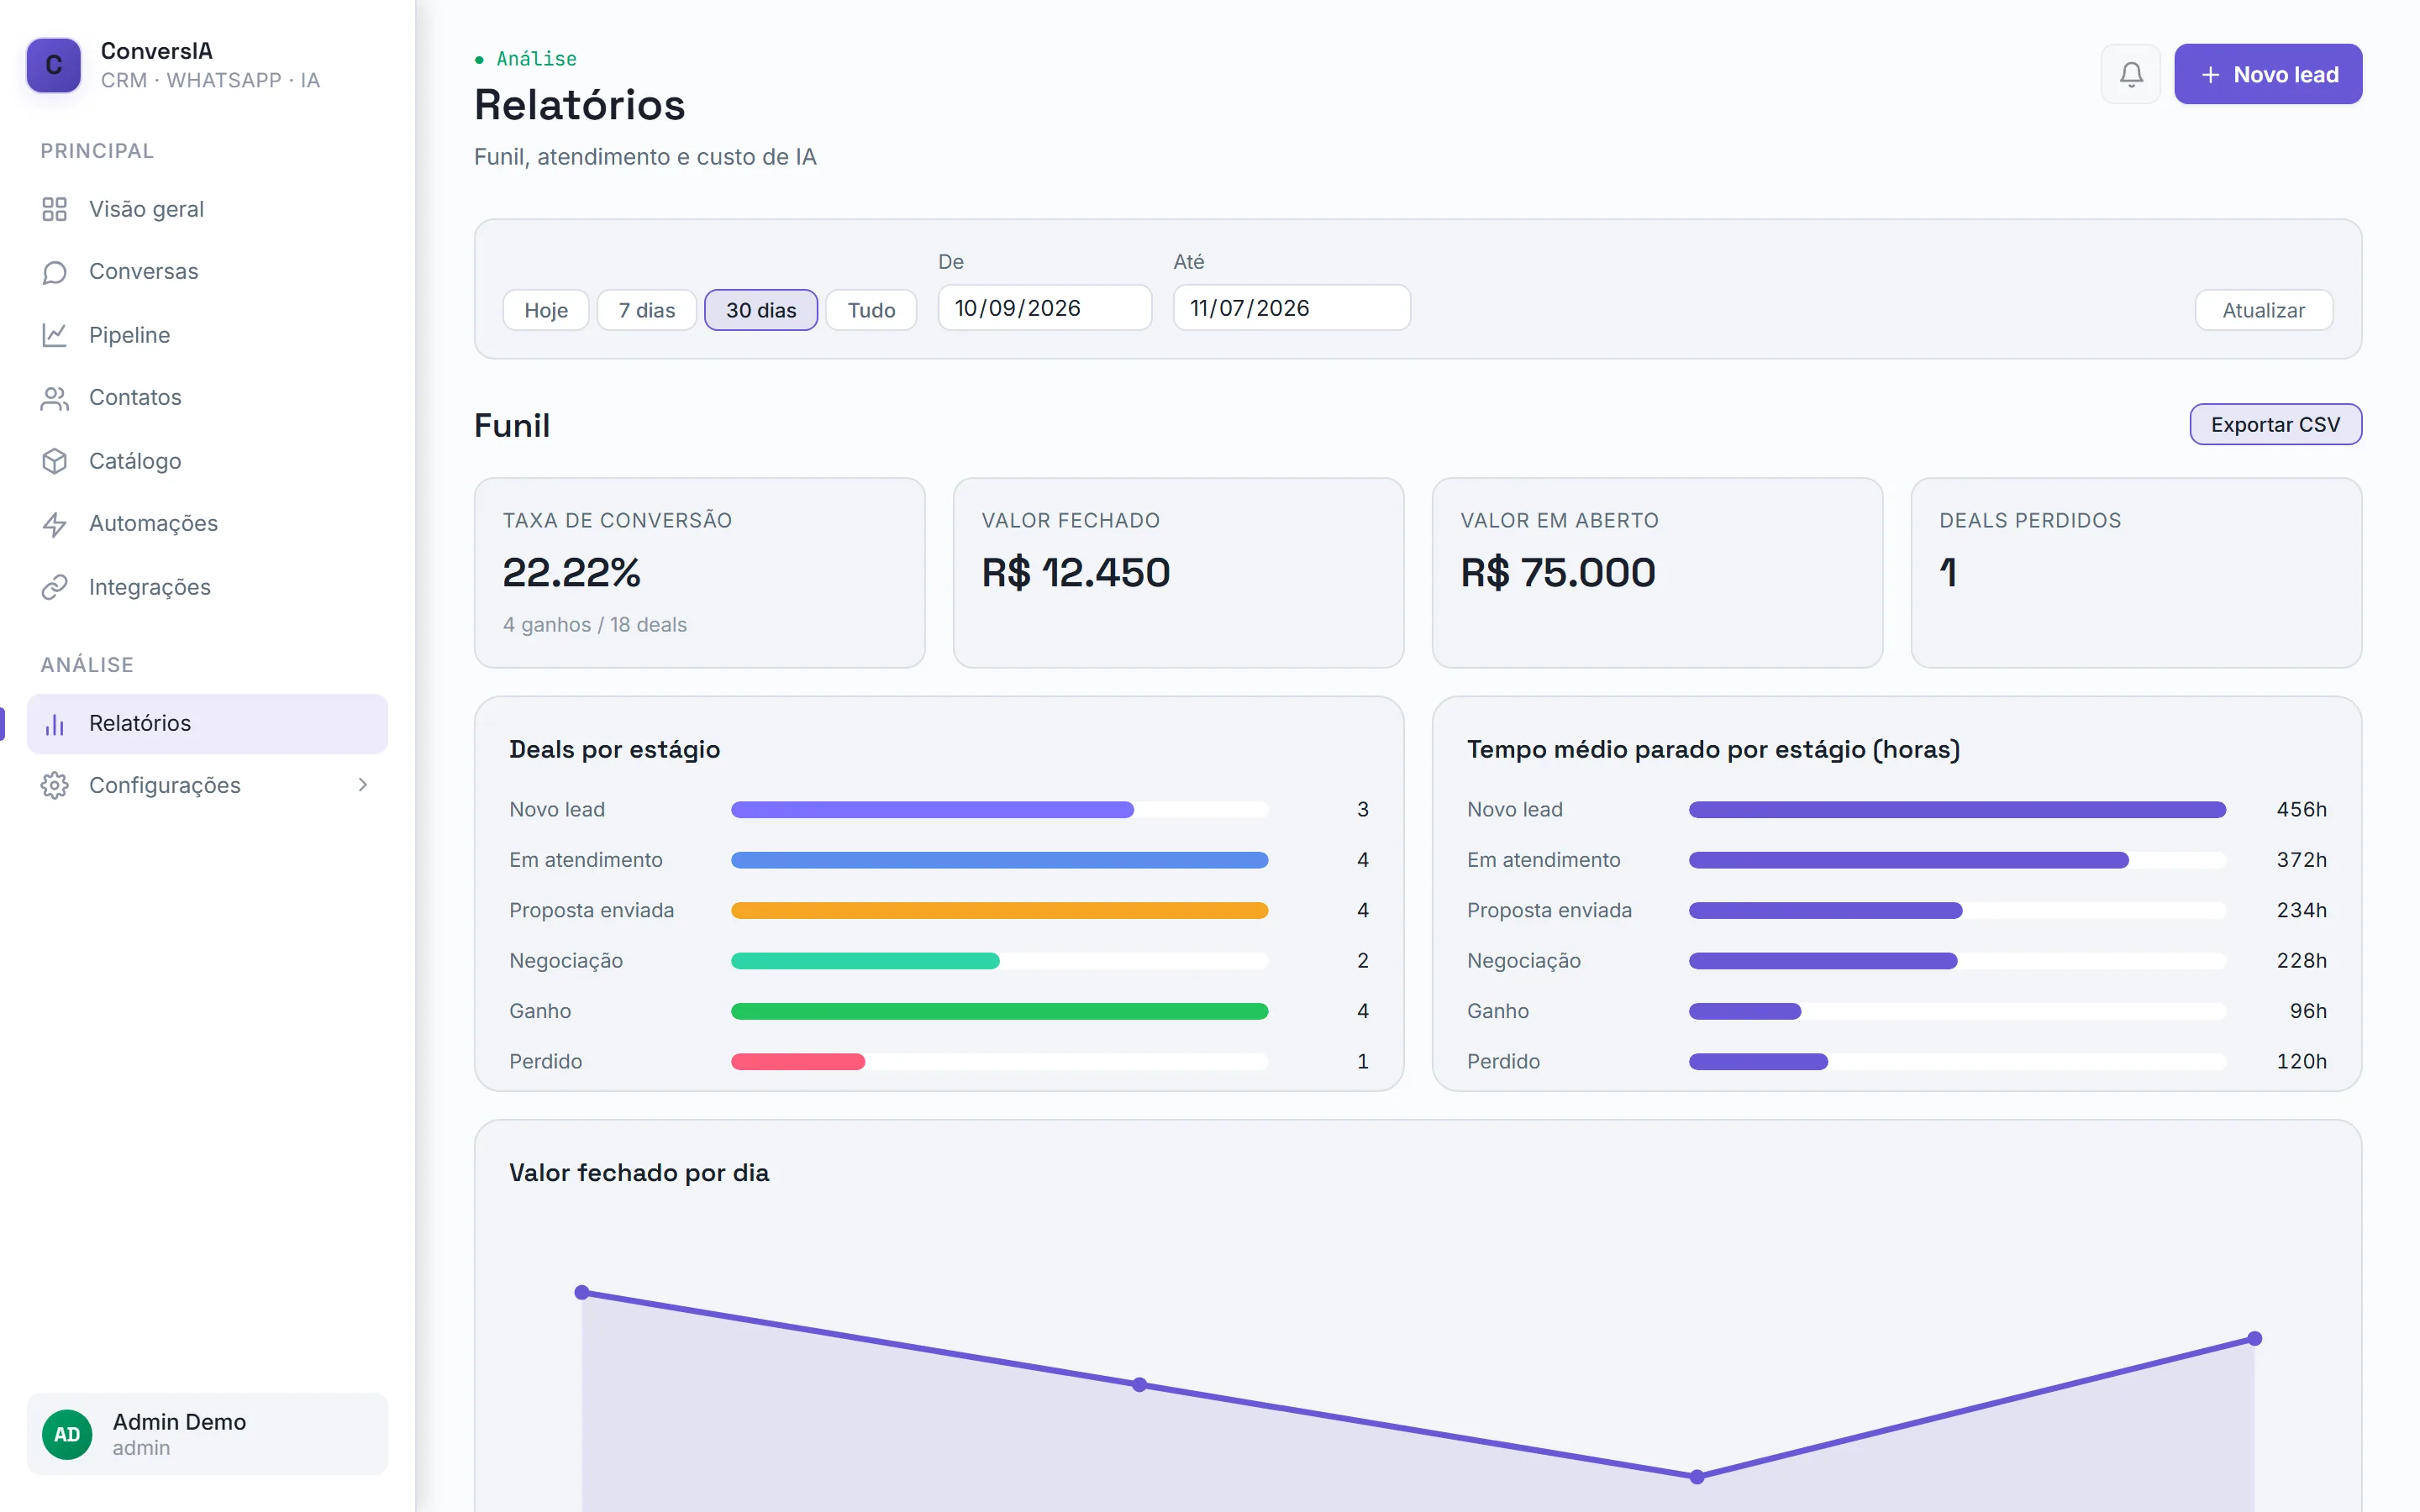 C
ConversIA
CRM · WHATSAPP · IA
PRINCIPAL
Visão geral
Conversas
Pipeline
Contatos
Catálogo
Automações
Integrações
ANÁLISE
Relatórios
Configurações
AD
Admin Demo
admin
• Análise
Relatórios
Funil, atendimento e custo de IA
+ Novo lead
De
Até
Hoje
7 dias
30 dias
Tudo
10/09/2026
11/07/2026
Atualizar
Funil
Exportar CSV
TAXA DE CONVERSÃO
22.22%
4 ganhos / 18 deals
VALOR FECHADO
R$ 12.450
VALOR EM ABERTO
R$ 75.000
DEALS PERDIDOS
1
Deals por estágio
Novo lead 3
Em atendimento 4
Proposta enviada 4
Negociação 2
Ganho 4
Perdido 1
Tempo médio parado por estágio (horas)
Novo lead 456h
Em atendimento 372h
Proposta enviada 234h
Negociação 228h
Ganho 96h
Perdido 120h
Valor fechado por dia